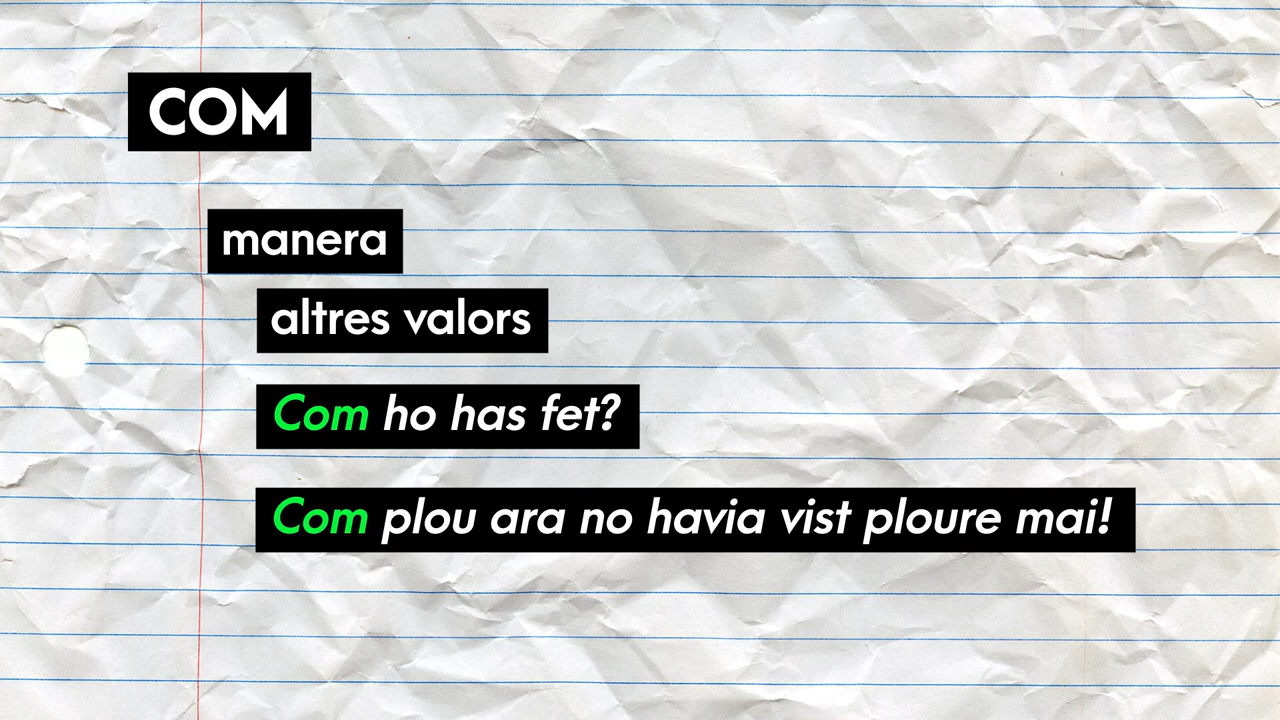 COM
manera
altres valors
Com ho has fet?
Com plou ara no havia vist ploure mai!